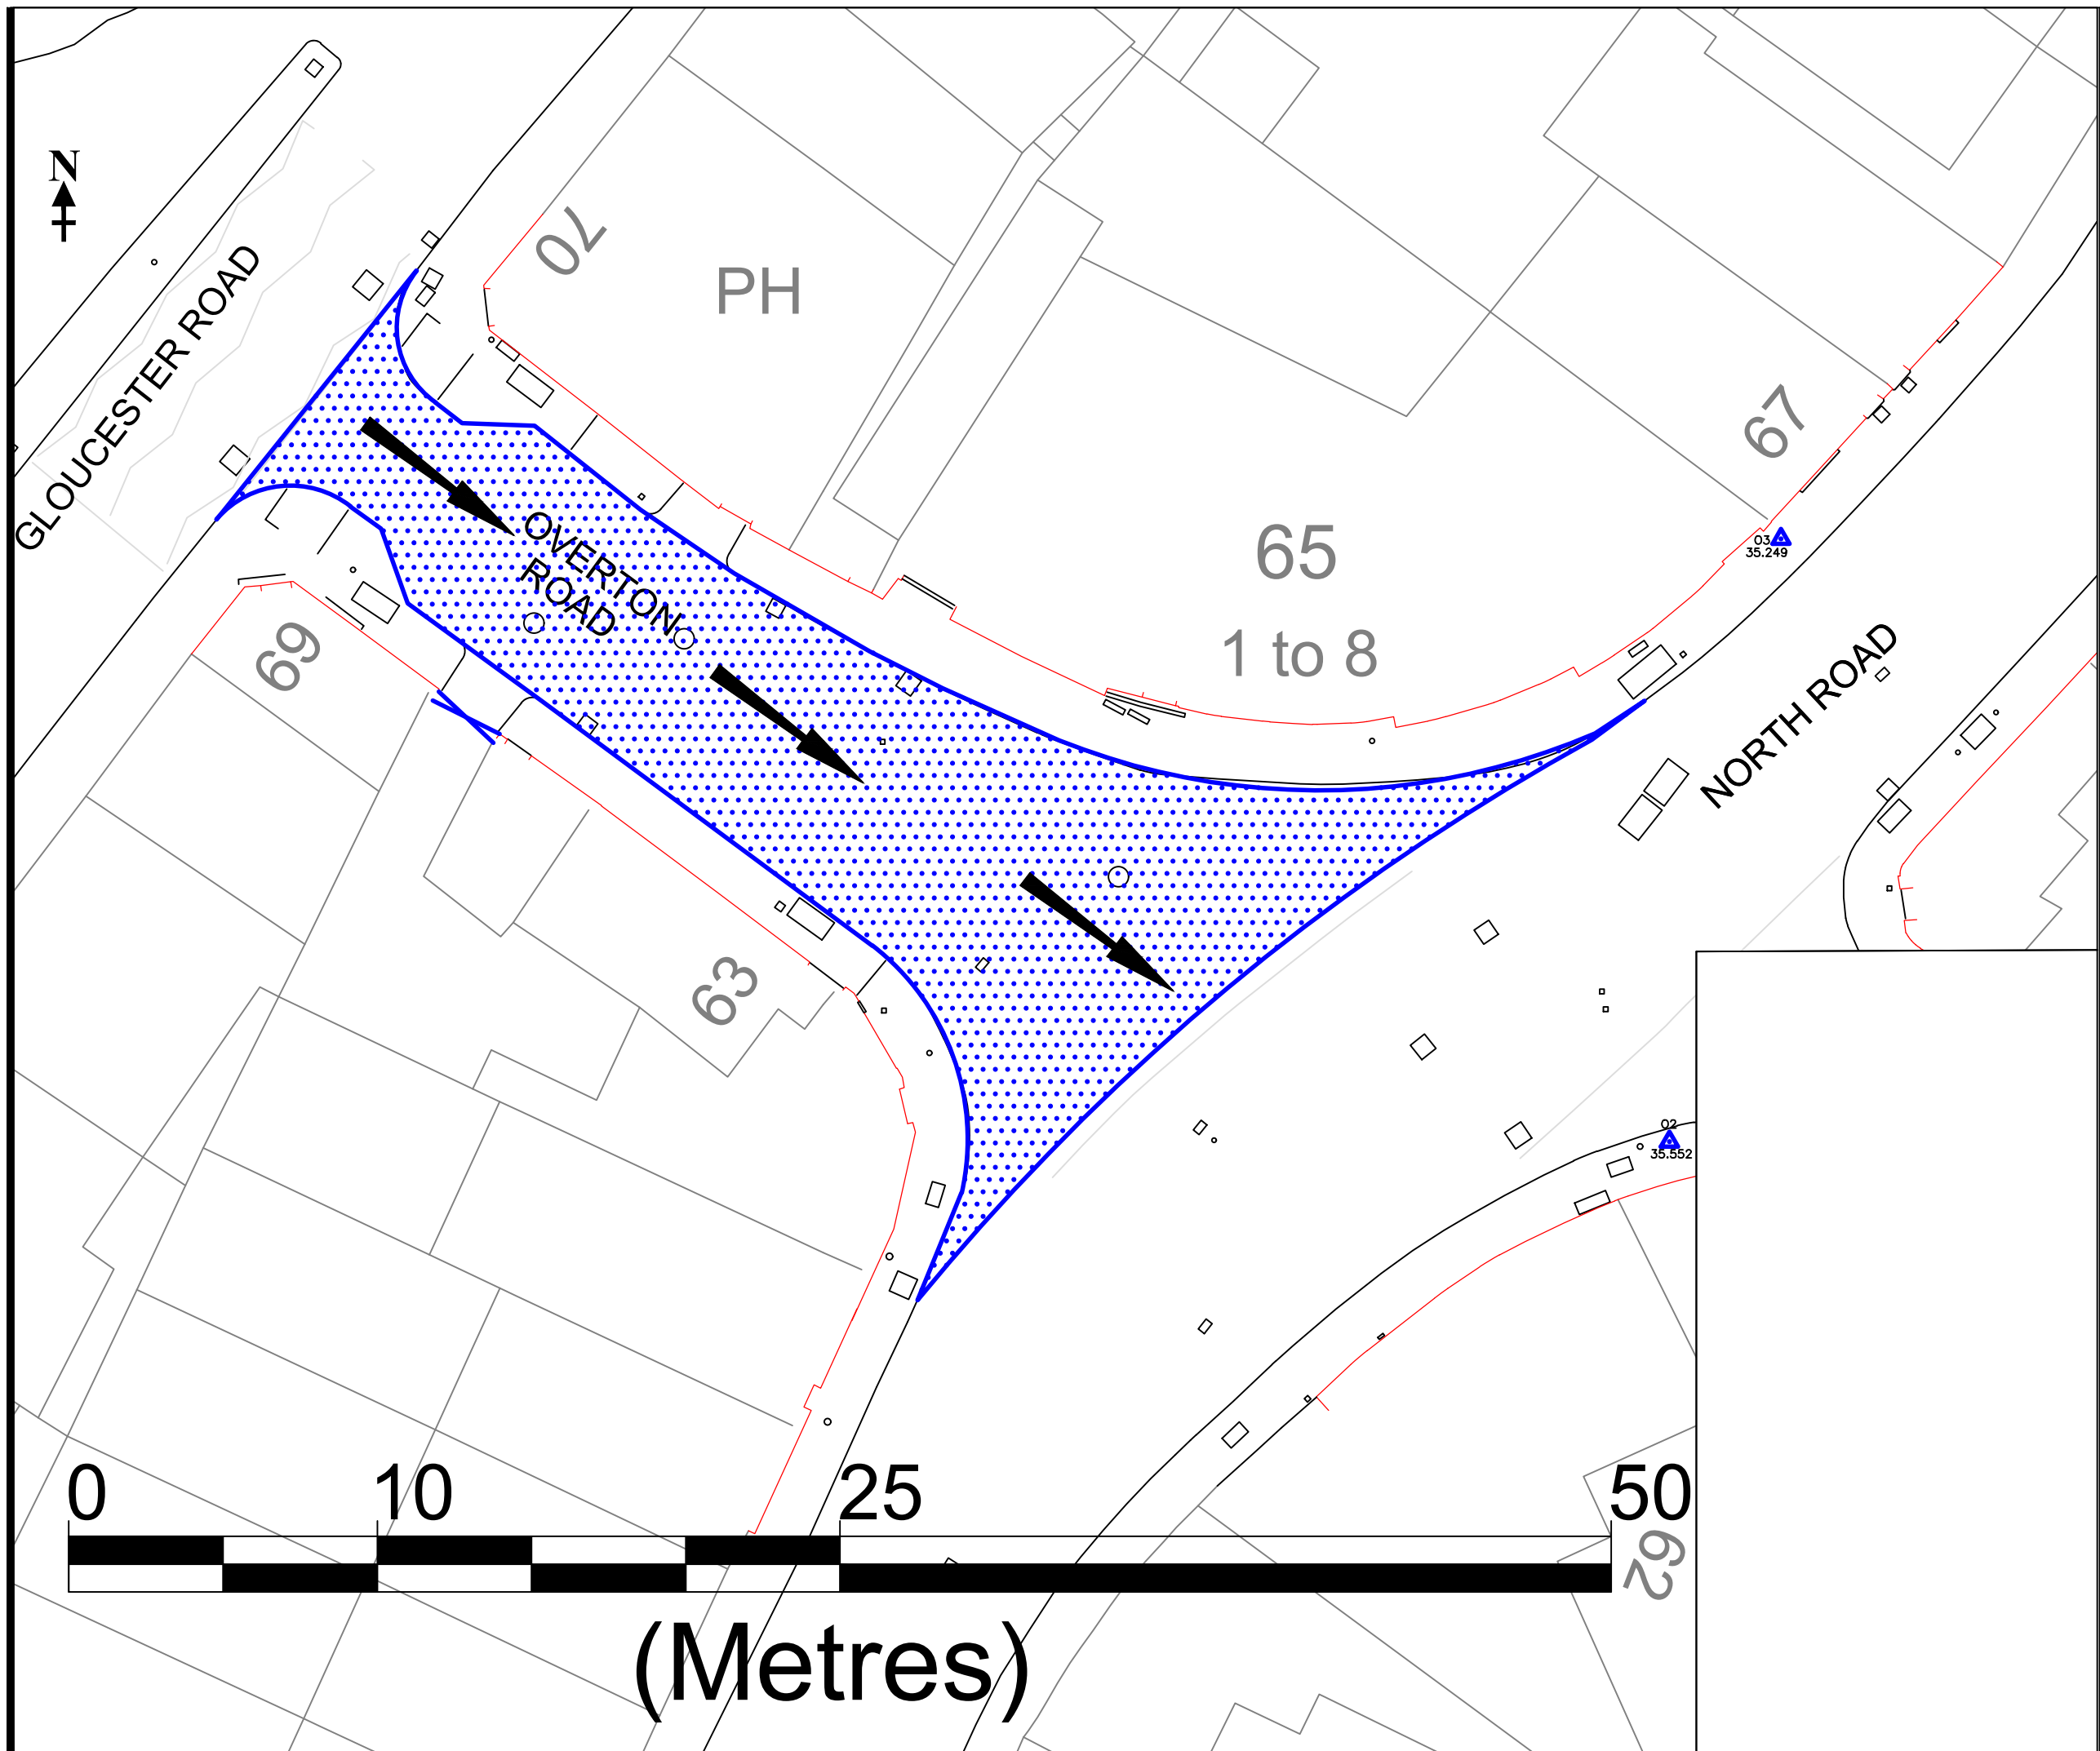 N
GLOUCESTER ROAD
70
PH
OVERTON
ROAD
65
1 to 8
67
03
35.249
NORTH ROAD
69
63
02
35.552
0
10
25
50
62
(Metres)